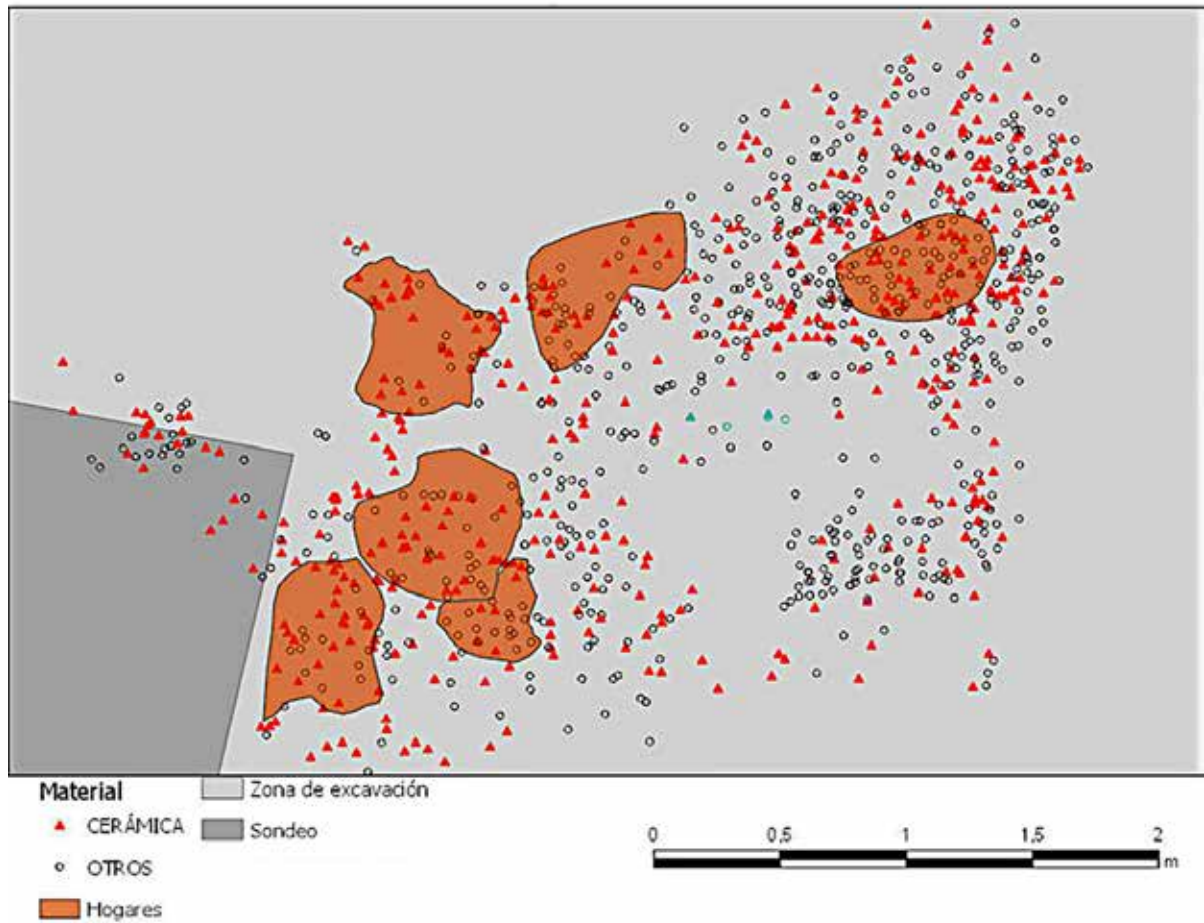 Material
CERÁMICA
OTROS
Hogares
Zona de excavación
Sondeo
0 0,5 1 1,5 2
m